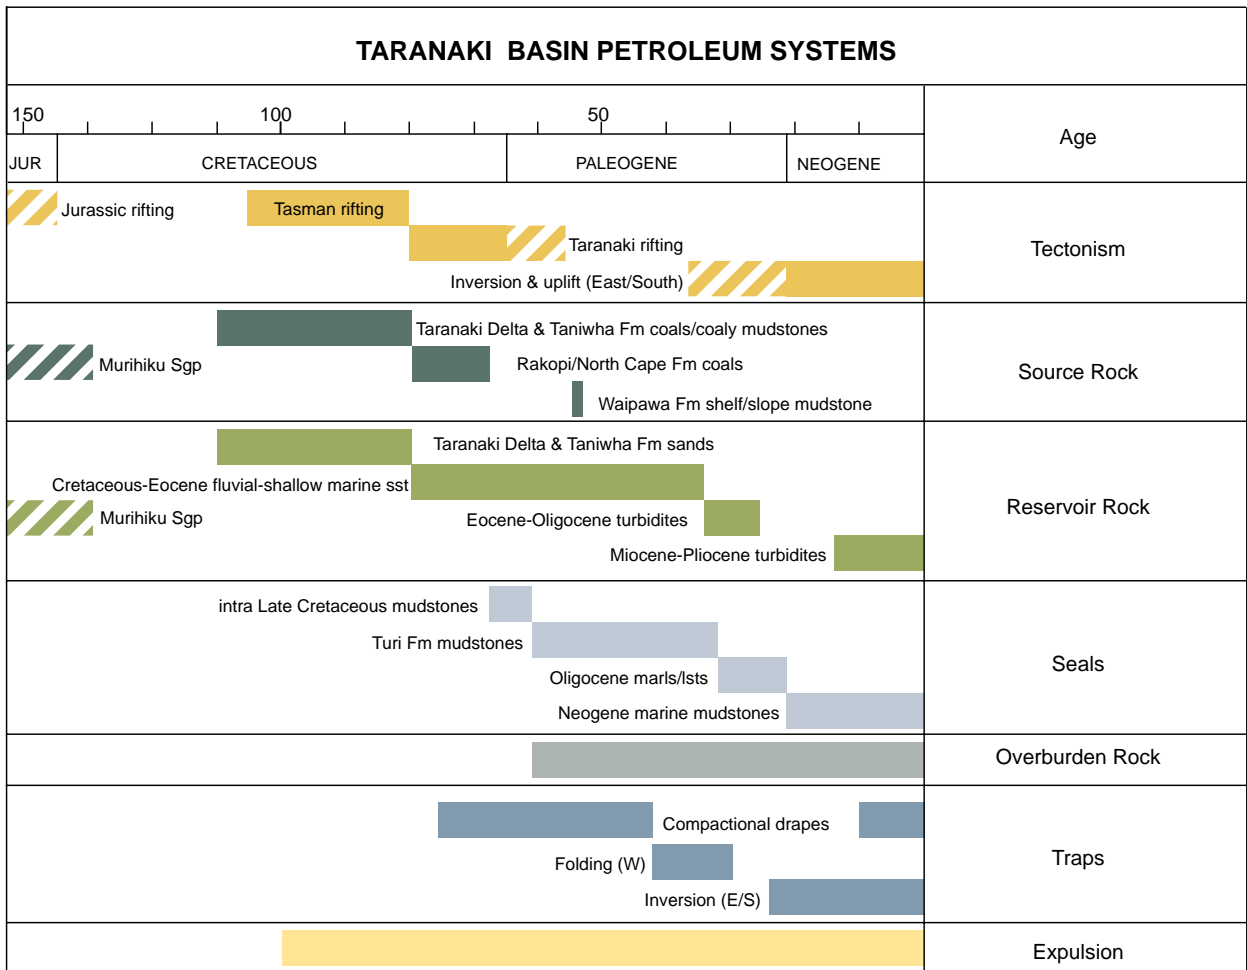 TARANAKI BASIN PETROLEUM SYSTEMS
150 100 50
Age
JUR CRETACEOUS PALEOGENE NEOGENE
Jurassic rifting
Tasman rifting
Taranaki rifting
Inversion & uplift (East/South)
Tectonism
Taranaki Delta & Taniwha Fm coals/coaly mudstones
Murihiku Sgp
Rakopi/North Cape Fm coals
Waipawa Fm shelf/slope mudstone
Source Rock
Taranaki Delta & Taniwha Fm sands
Cretaceous-Eocene fluvial-shallow marine sst
Murihiku Sgp
Eocene-Oligocene turbidites
Miocene-Pliocene turbidites
Reservoir Rock
intra Late Cretaceous mudstones
Turi Fm mudstones
Oligocene marls/lsts
Neogene marine mudstones
Seals
Overburden Rock
Compactional drapes
Folding (W)
Inversion (E/S)
Traps
Expulsion